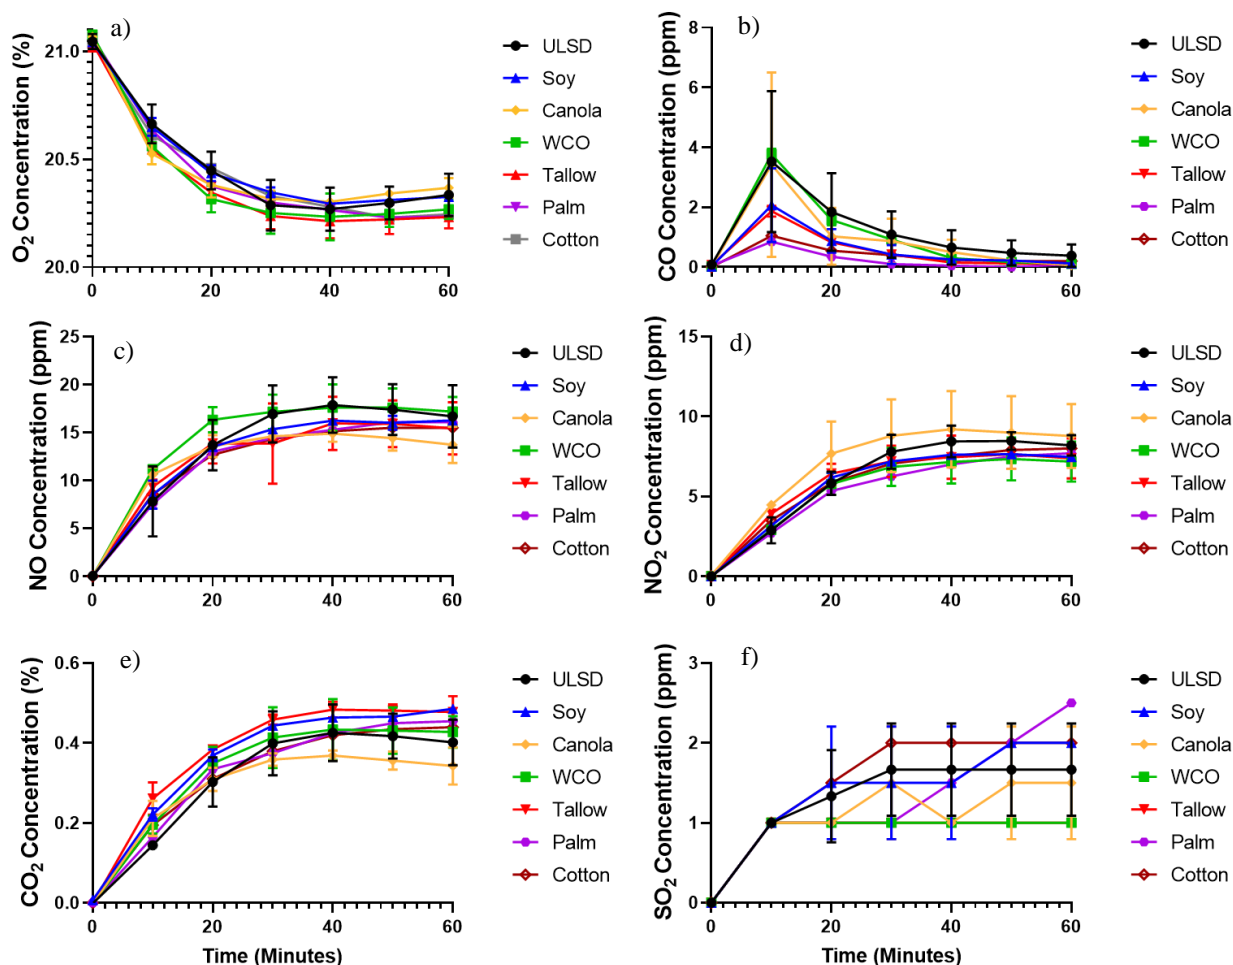 a)
O₂ Concentration (%)
21.0
20.5
20.0
0
20
40
60
ULSD
Soy
Canola
WCO
Tallow
Palm
Cotton
b)
CO Concentration (ppm)
8
6
4
2
0
0
20
40
60
ULSD
Soy
Canola
WCO
Tallow
Palm
Cotton
c)
NO Concentration (ppm)
25
20
15
10
5
0
0
20
40
60
ULSD
Soy
Canola
WCO
Tallow
Palm
Cotton
d)
NO₂ Concentration (ppm)
15
10
5
0
0
20
40
60
ULSD
Soy
Canola
WCO
Tallow
Palm
Cotton
e)
CO₂ Concentration (%)
0.6
0.4
0.2
0.0
0
20
40
60
Time (Minutes)
ULSD
Soy
Canola
WCO
Tallow
Palm
Cotton
f)
SO₂ Concentration (ppm)
3
2
1
0
0
20
40
60
Time (Minutes)
ULSD
Soy
Canola
WCO
Tallow
Palm
Cotton